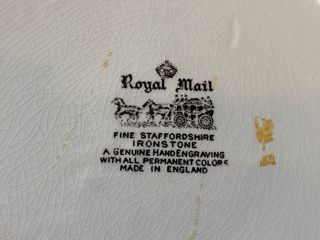 Royal Mail
FINE STAFFORDSHIRE
IRONSTONE
A GENUINE HAND ENGRAVING
WITH ALL PERMANENT COLORS
MADE IN ENGLAND